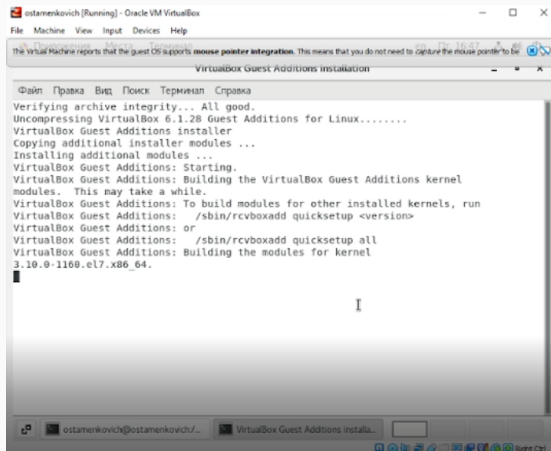 ostamenkovich [Running] - Oracle VM VirtualBox
File Machine View Input Devices Help
The Virtual Machine reports that the guest OS supports mouse pointer integration. This means that you do not need to capture the mouse pointer to be
VirtualBox Guest Additions installation
Файл Правка Вид Поиск Терминал Справка
Verifying archive integrity... All good.
Uncompressing VirtualBox 6.1.28 Guest Additions for Linux........
VirtualBox Guest Additions installer
Copying additional installer modules ...
Installing additional modules ...
VirtualBox Guest Additions: Starting.
VirtualBox Guest Additions: Building the VirtualBox Guest Additions kernel
modules.  This may take a while.
VirtualBox Guest Additions: To build modules for other installed kernels, run
VirtualBox Guest Additions:   /sbin/rcvboxadd quicksetup <version>
VirtualBox Guest Additions: or
VirtualBox Guest Additions:   /sbin/rcvboxadd quicksetup all
VirtualBox Guest Additions: Building the modules for kernel
3.10.0-1160.el7.x86_64.
ostamenkovich@ostamenkovich:/...
VirtualBox Guest Additions installa...
Right Ctrl